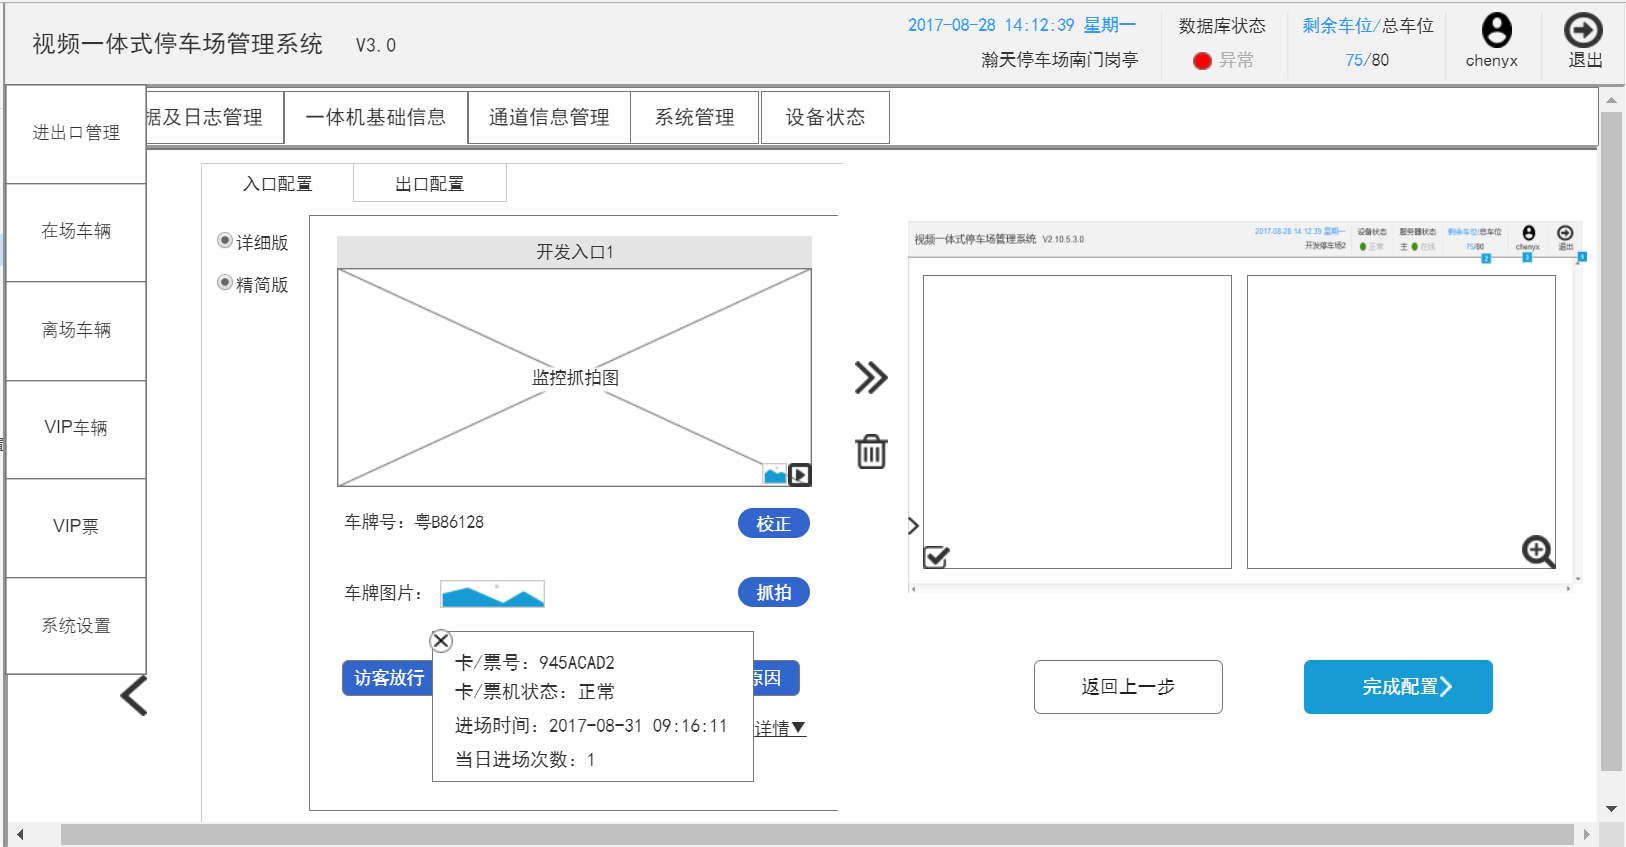 视频一体式停车场管理系统 V3.0
2017-08-28 14:12:39 星期一
瀚天停车场南门岗亭
数据库状态
异常
剩余车位/总车位
75/80
chenyx
退出
进出口管理
在场车辆
离场车辆
VIP车辆
VIP票
系统设置
据及日志管理
一体机基础信息
通道信息管理
系统管理
设备状态
入口配置
出口配置
详细版
精简版
开发入口1
监控抓拍图
车牌号：粤B86128
校正
车牌图片：
抓拍
访客放行
原因
卡/票号：945ACAD2
卡/票机状态：正常
进场时间：2017-08-31 09:16:11
当日进场次数：1
详情▼
视频一体式停车场管理系统 V2.10.5.3.0
2017-08-28 14:12:39 星期一
开发停车场2
设备状态
正常
服务器状态
主 在线
剩余车位/总车位
75/80
chenyx
退出
2
3
1
返回上一步
完成配置